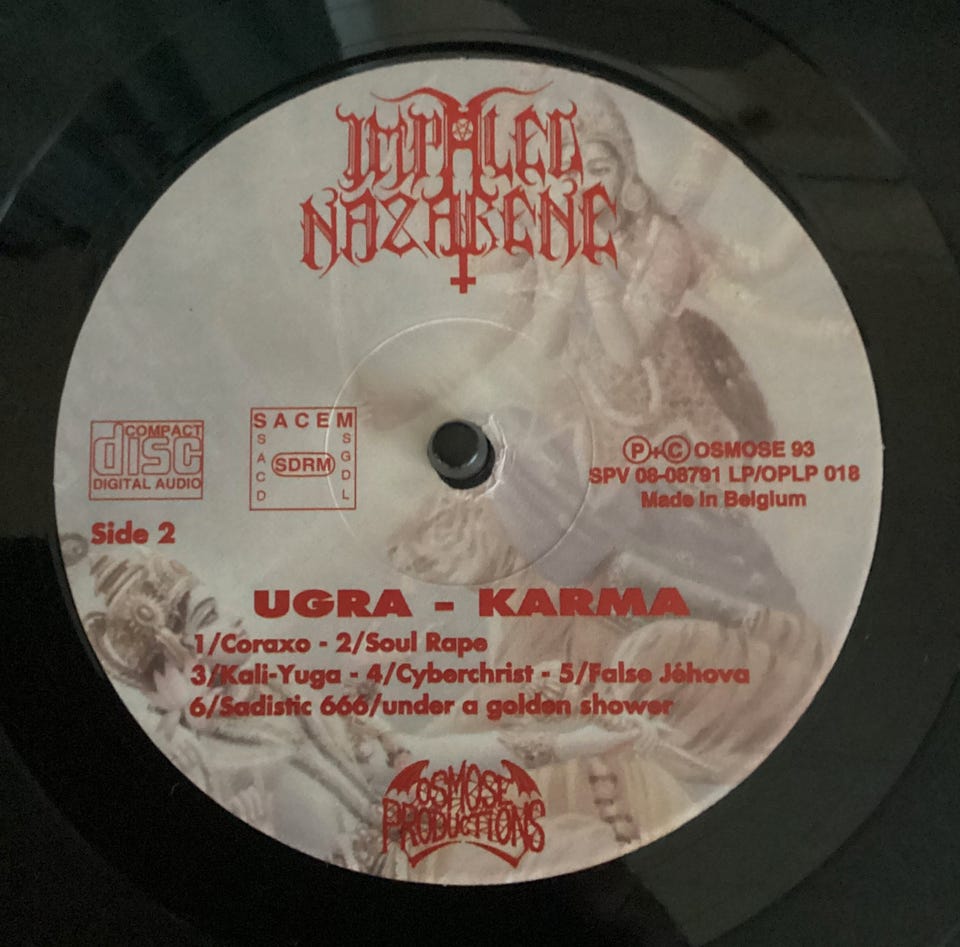 IMPALED
NAZARENE
COMPACT
disc
DIGITAL AUDIO
SACEM
SACD
SDRM
SGDL
P+C OSMOSE 93
SPV 08-08791 LP/OPLP 018
Made in Belgium
Side 2
UGRA - KARMA
1/Coraxo - 2/Soul Rape
3/Kali-Yuga - 4/Cyberchrist - 5/False Jéhova
6/Sadistic 666/under a golden shower
OSMOSE
PRODUCTIONS